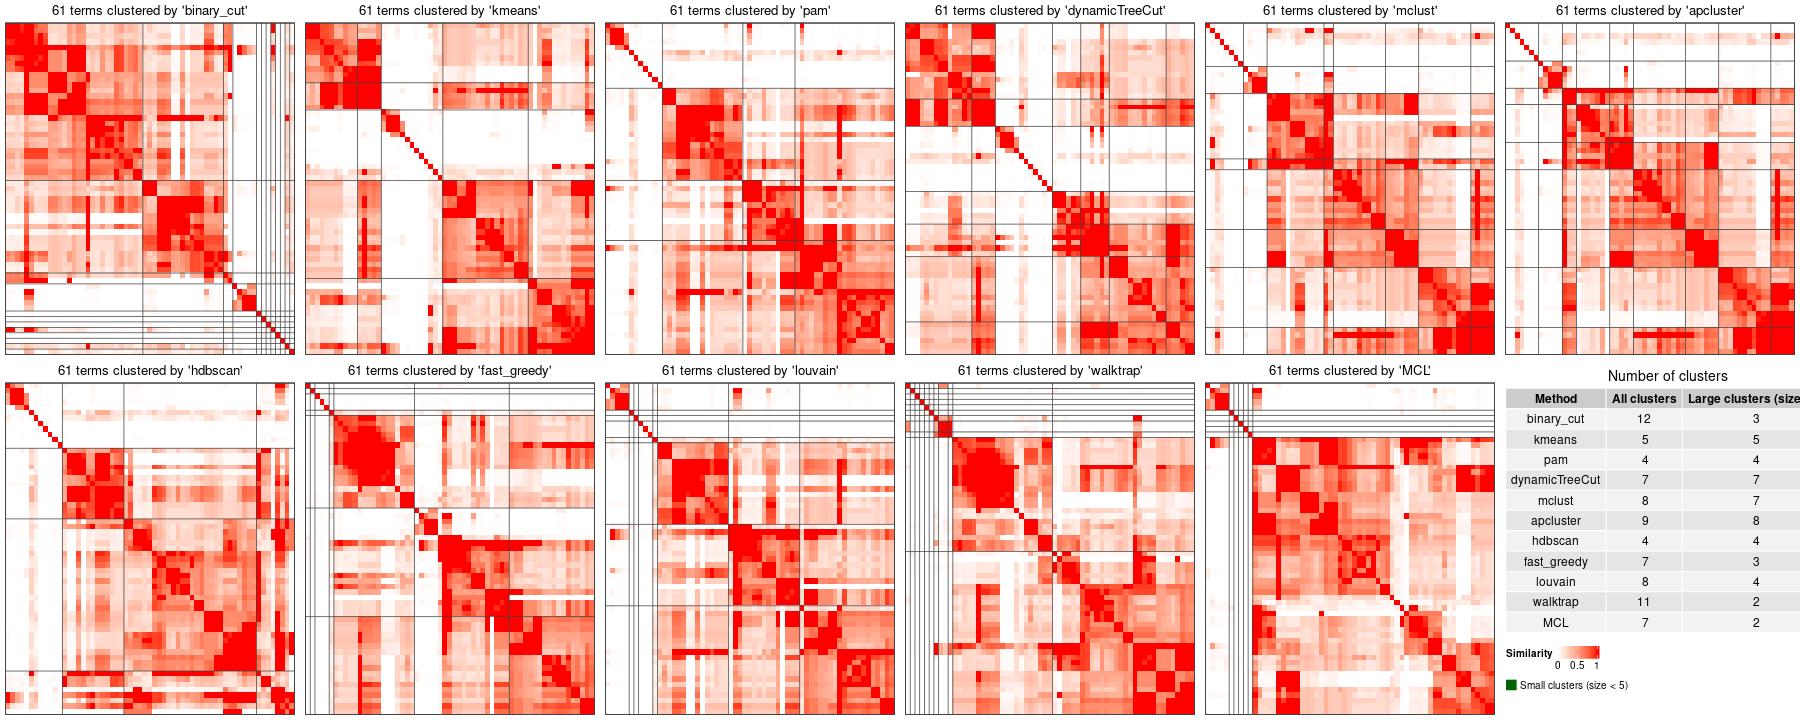 61 terms clustered by 'binary_cut'
61 terms clustered by 'kmeans'
61 terms clustered by 'pam'
61 terms clustered by 'dynamicTreeCut'
61 terms clustered by 'mclust'
61 terms clustered by 'apcluster'
61 terms clustered by 'hdbscan'
61 terms clustered by 'fast_greedy'
61 terms clustered by 'louvain'
61 terms clustered by 'walktrap'
61 terms clustered by 'MCL'
Number of clusters
Method All clusters Large clusters (size
binary_cut 12 3
kmeans 5 5
pam 4 4
dynamicTreeCut 7 7
mclust 8 7
apcluster 9 8
hdbscan 4 4
fast_greedy 7 3
louvain 8 4
walktrap 11 2
MCL 7 2
Similarity
0 0.5 1
Small clusters (size < 5)